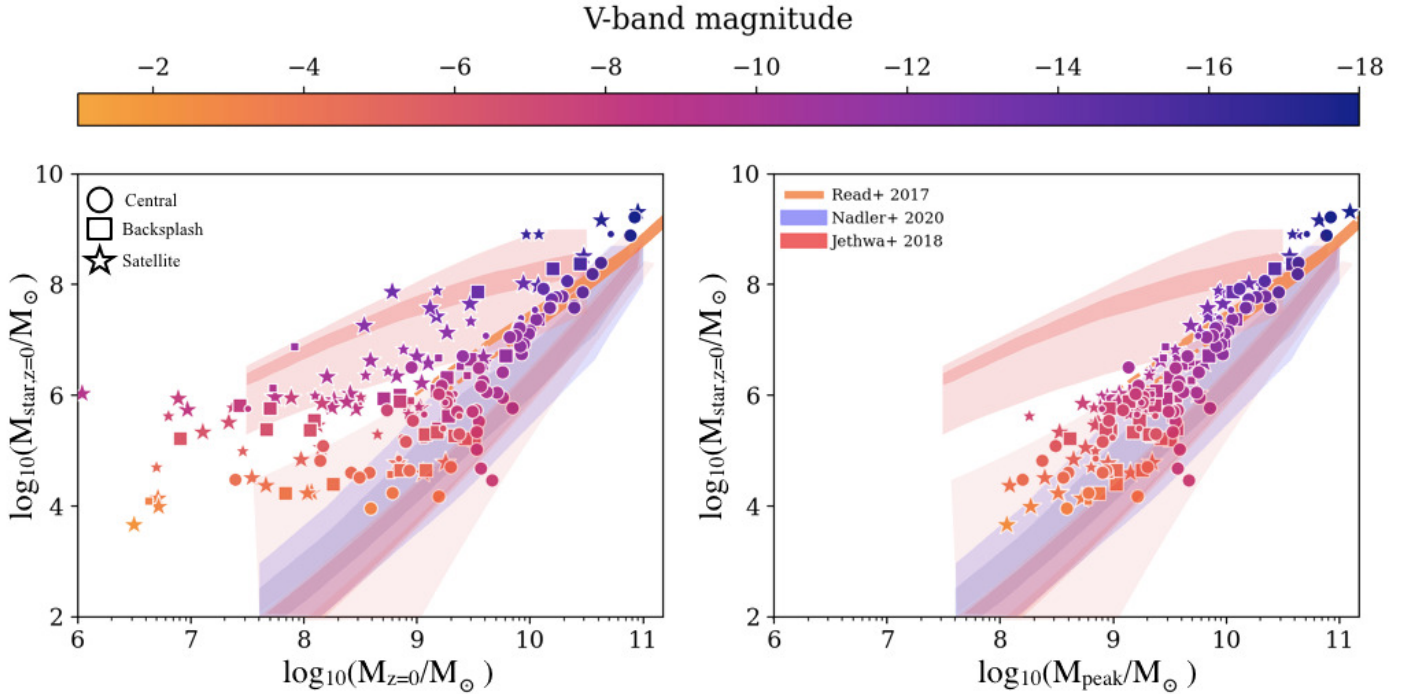 V-band magnitude
−2 −4 −6 −8 −10 −12 −14 −16 −18
10
8
6
4
2
6 7 8 9 10 11
log10(Mstar,z=0/M⊙)
log10(Mz=0/M⊙)
Central
Backsplash
Satellite
10
8
6
4
2
6 7 8 9 10 11
log10(Mstar,z=0/M⊙)
log10(Mpeak/M⊙)
Read+ 2017
Nadler+ 2020
Jethwa+ 2018